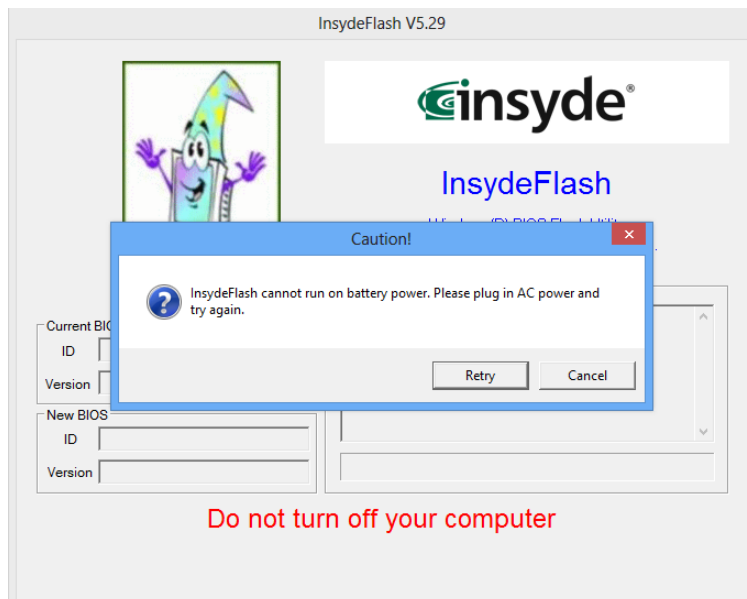 InsydeFlash V5.29
insyde®
InsydeFlash
Caution!
InsydeFlash cannot run on battery power. Please plug in AC power and
try again.
Retry
Cancel
Current
ID
Version
New BIOS
ID
Version
Do not turn off your computer